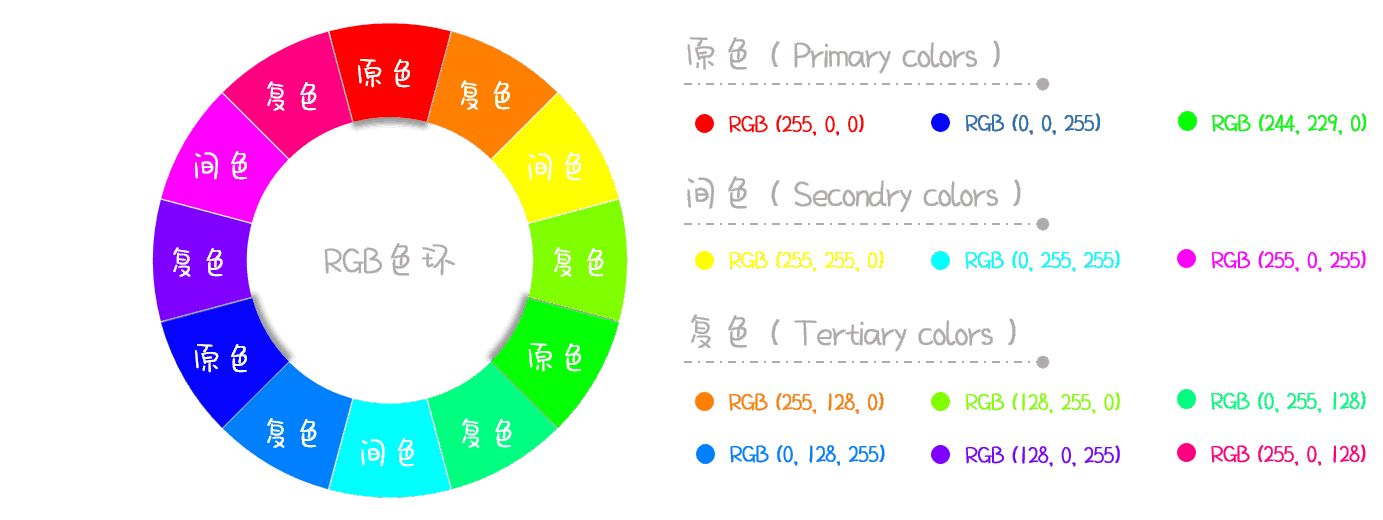 原色
复色
复色
间色
间色
复色
RGB色环
复色
原色
原色
复色
复色
间色
原色 ( Primary colors )
RGB (255, 0, 0) RGB (0, 0, 255) RGB (244, 229, 0)
间色 ( Secondry colors )
RGB (255, 255, 0) RGB (0, 255, 255) RGB (255, 0, 255)
复色 ( Tertiary colors )
RGB (255, 128, 0) RGB (128, 255, 0) RGB (0, 255, 128)
RGB (0, 128, 255) RGB (128, 0, 255) RGB (255, 0, 128)